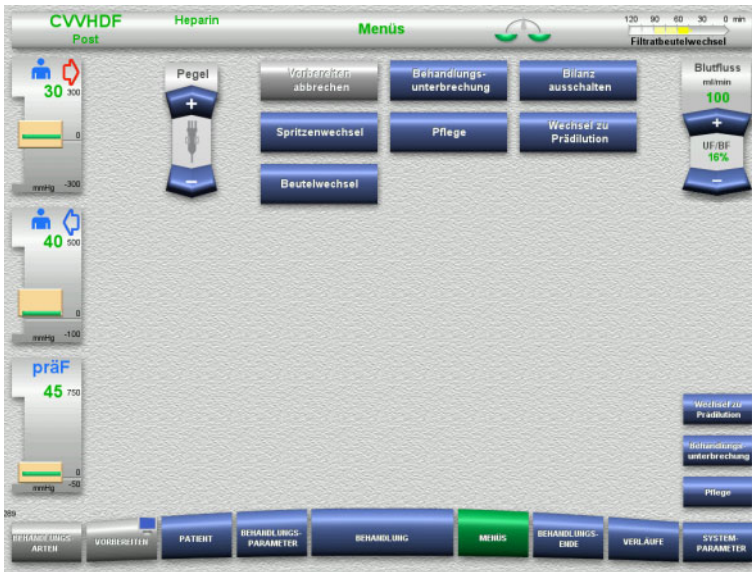 CVVHDF
Post
Heparin
Menüs
120 90 60 30 0 min
Filtratbeutelwechsel
30
300
0
mmHg -300
40
500
0
mmHg -100
präF
45
750
0
mmHg -50
Pegel
+
−
Vorbereiten
abbrechen
Behandlungs-
unterbrechung
Bilanz
ausschalten
Spritzenwechsel
Pflege
Wechsel zu
Prädilution
Beutelwechsel
Blutfluss
ml/min
100
+
UF/BF
16%
−
Wechsel zu
Prädilution
Behandlungs-
unterbrechung
Pflege
289
BEHANDLUNGS-
ARTEN
VORBEREITEN
PATIENT
BEHANDLUNGS-
PARAMETER
BEHANDLUNG
MENÜS
BEHANDLUNGS-
ENDE
VERLÄUFE
SYSTEM-
PARAMETER